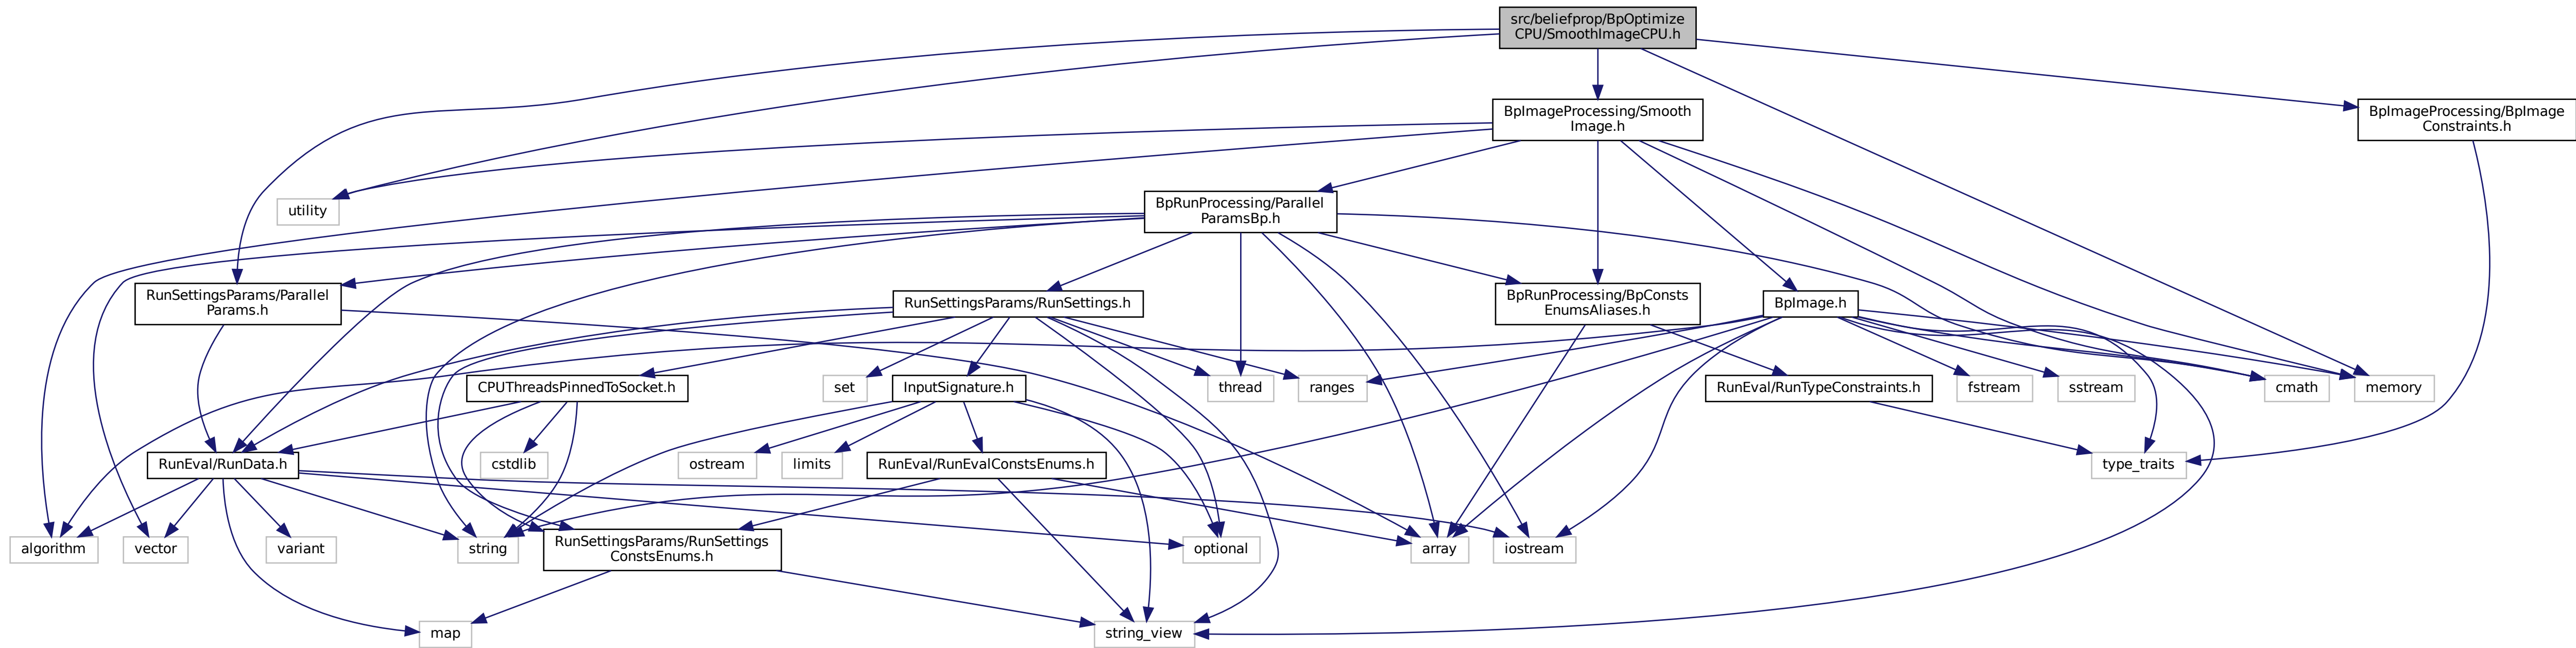 src/beliefprop/BpOptimize
CPU/SmoothImageCPU.h
BpImageProcessing/Smooth
Image.h
BpImageProcessing/BpImage
Constraints.h
utility
BpRunProcessing/Parallel
ParamsBp.h
RunSettingsParams/Parallel
Params.h
RunSettingsParams/RunSettings.h
BpRunProcessing/BpConsts
EnumsAliases.h
BpImage.h
CPUThreadsPinnedToSocket.h
set
InputSignature.h
thread
ranges
RunEval/RunTypeConstraints.h
fstream
sstream
cmath
memory
RunEval/RunData.h
cstdlib
ostream
limits
RunEval/RunEvalConstsEnums.h
type_traits
algorithm
vector
variant
string
RunSettingsParams/RunSettings
ConstsEnums.h
optional
array
iostream
map
string_view